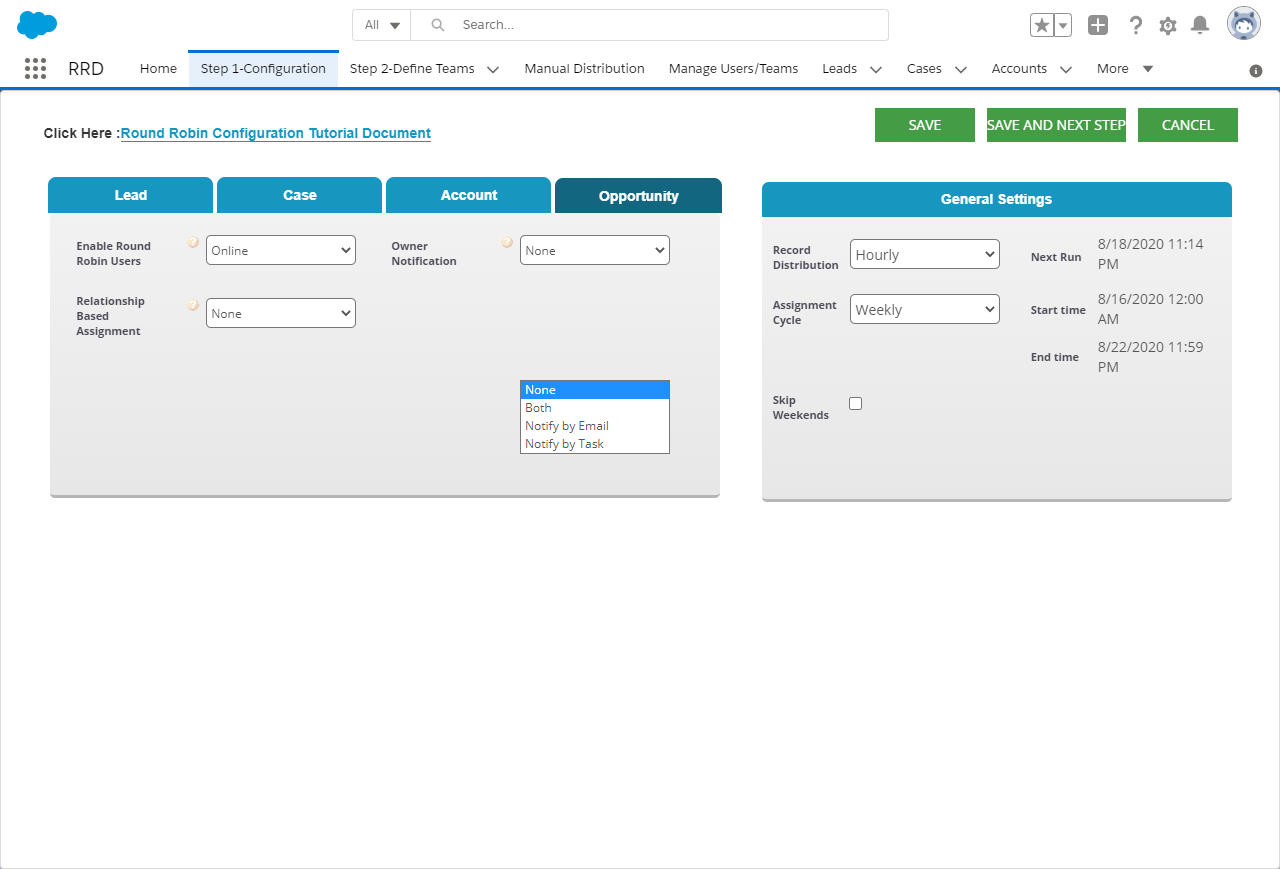 All
Search...
RRD
Home
Step 1-Configuration
Step 2-Define Teams
Manual Distribution
Manage Users/Teams
Leads
Cases
Accounts
More
Click Here :Round Robin Configuration Tutorial Document
SAVE
SAVE AND NEXT STEP
CANCEL
Lead
Case
Account
Opportunity
Enable Round
Robin Users
?
Online
Owner
Notification
?
None
Relationship
Based
Assignment
?
None
None
Both
Notify by Email
Notify by Task
General Settings
Record
Distribution
Hourly
Next Run
8/18/2020 11:14
PM
Assignment
Cycle
Weekly
Start time
8/16/2020 12:00
AM
End time
8/22/2020 11:59
PM
Skip
Weekends